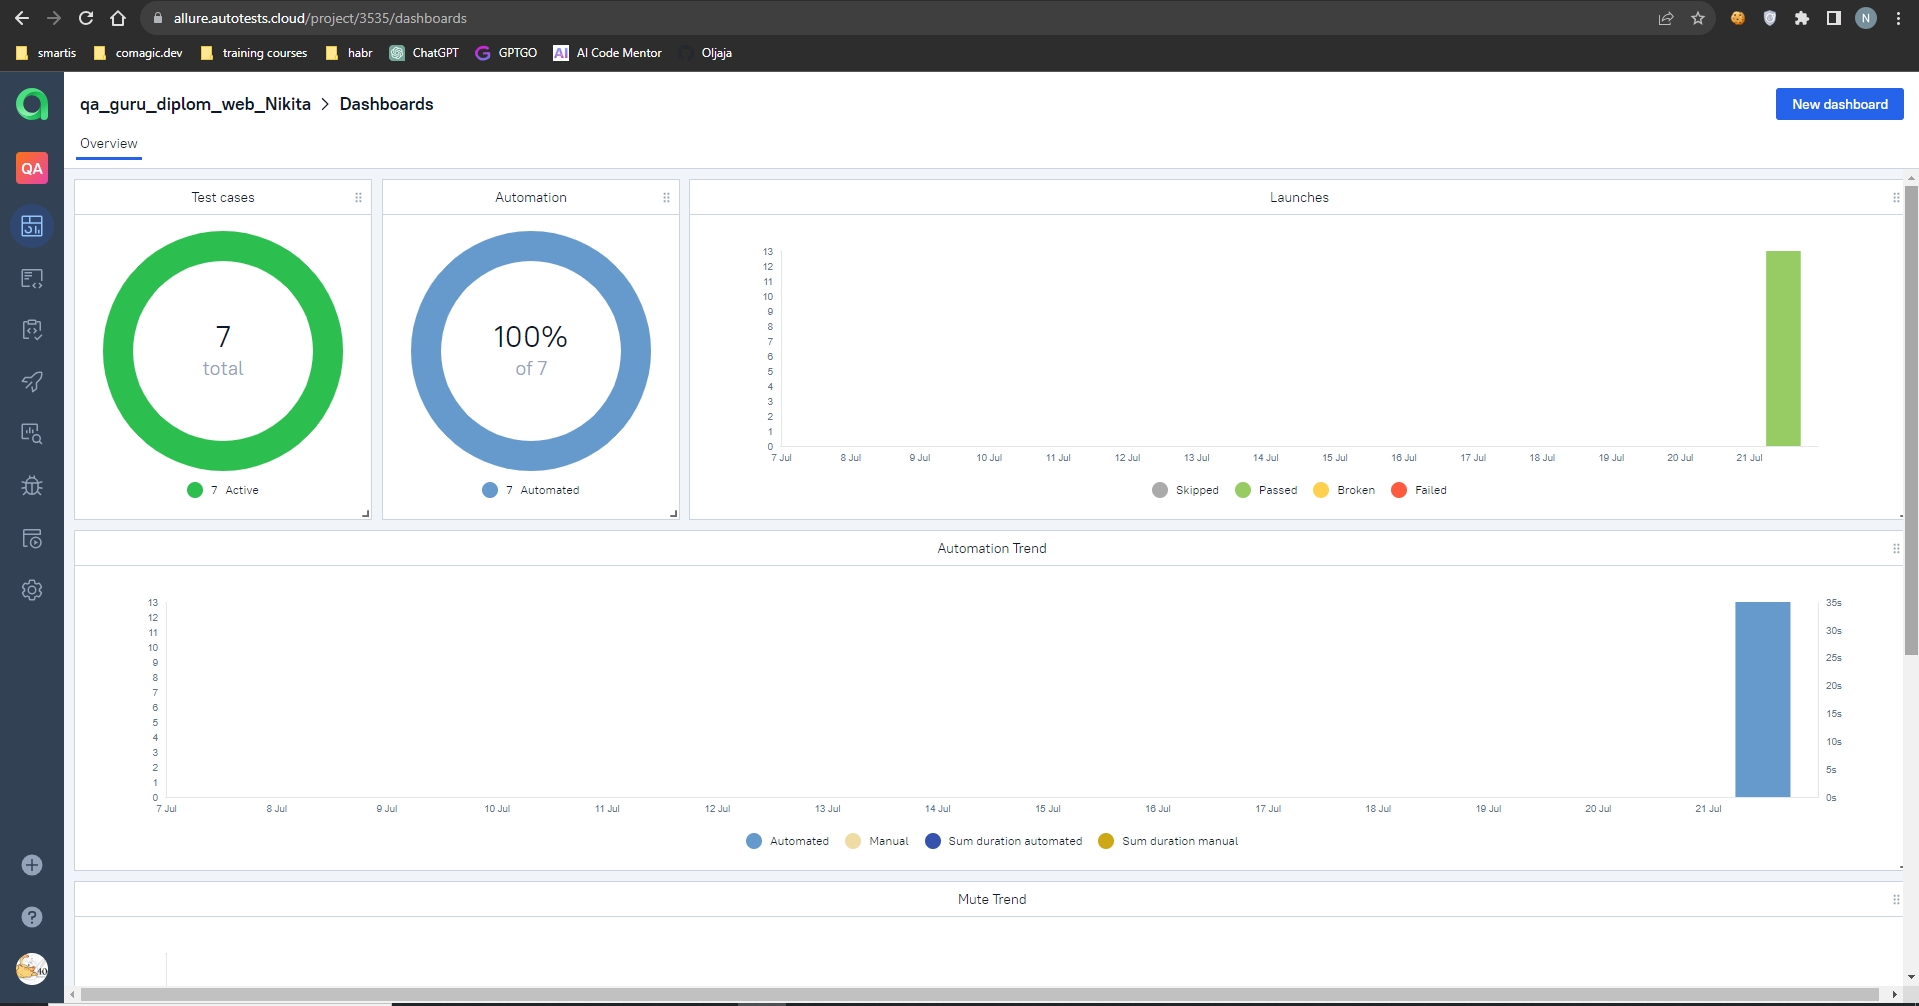 allure.autotests.cloud/project/3535/dashboards
N
smartis comagic.dev training courses habr ChatGPT GPTGO AI AI Code Mentor Oljaja
qa_guru_diplom_web_Nikita > Dashboards
New dashboard
Overview
QA
Test cases
7
total
7 Active
Automation
100%
of 7
7 Automated
Launches
13
12
11
10
9
8
7
6
5
4
3
2
1
0
7 Jul 8 Jul 9 Jul 10 Jul 11 Jul 12 Jul 13 Jul 14 Jul 15 Jul 16 Jul 17 Jul 18 Jul 19 Jul 20 Jul 21 Jul
Skipped Passed Broken Failed
Automation Trend
13
12
11
10
9
8
7
6
5
4
3
2
1
0
35s
30s
25s
20s
15s
10s
5s
0s
7 Jul 8 Jul 9 Jul 10 Jul 11 Jul 12 Jul 13 Jul 14 Jul 15 Jul 16 Jul 17 Jul 18 Jul 19 Jul 20 Jul 21 Jul
Automated Manual Sum duration automated Sum duration manual
Mute Trend